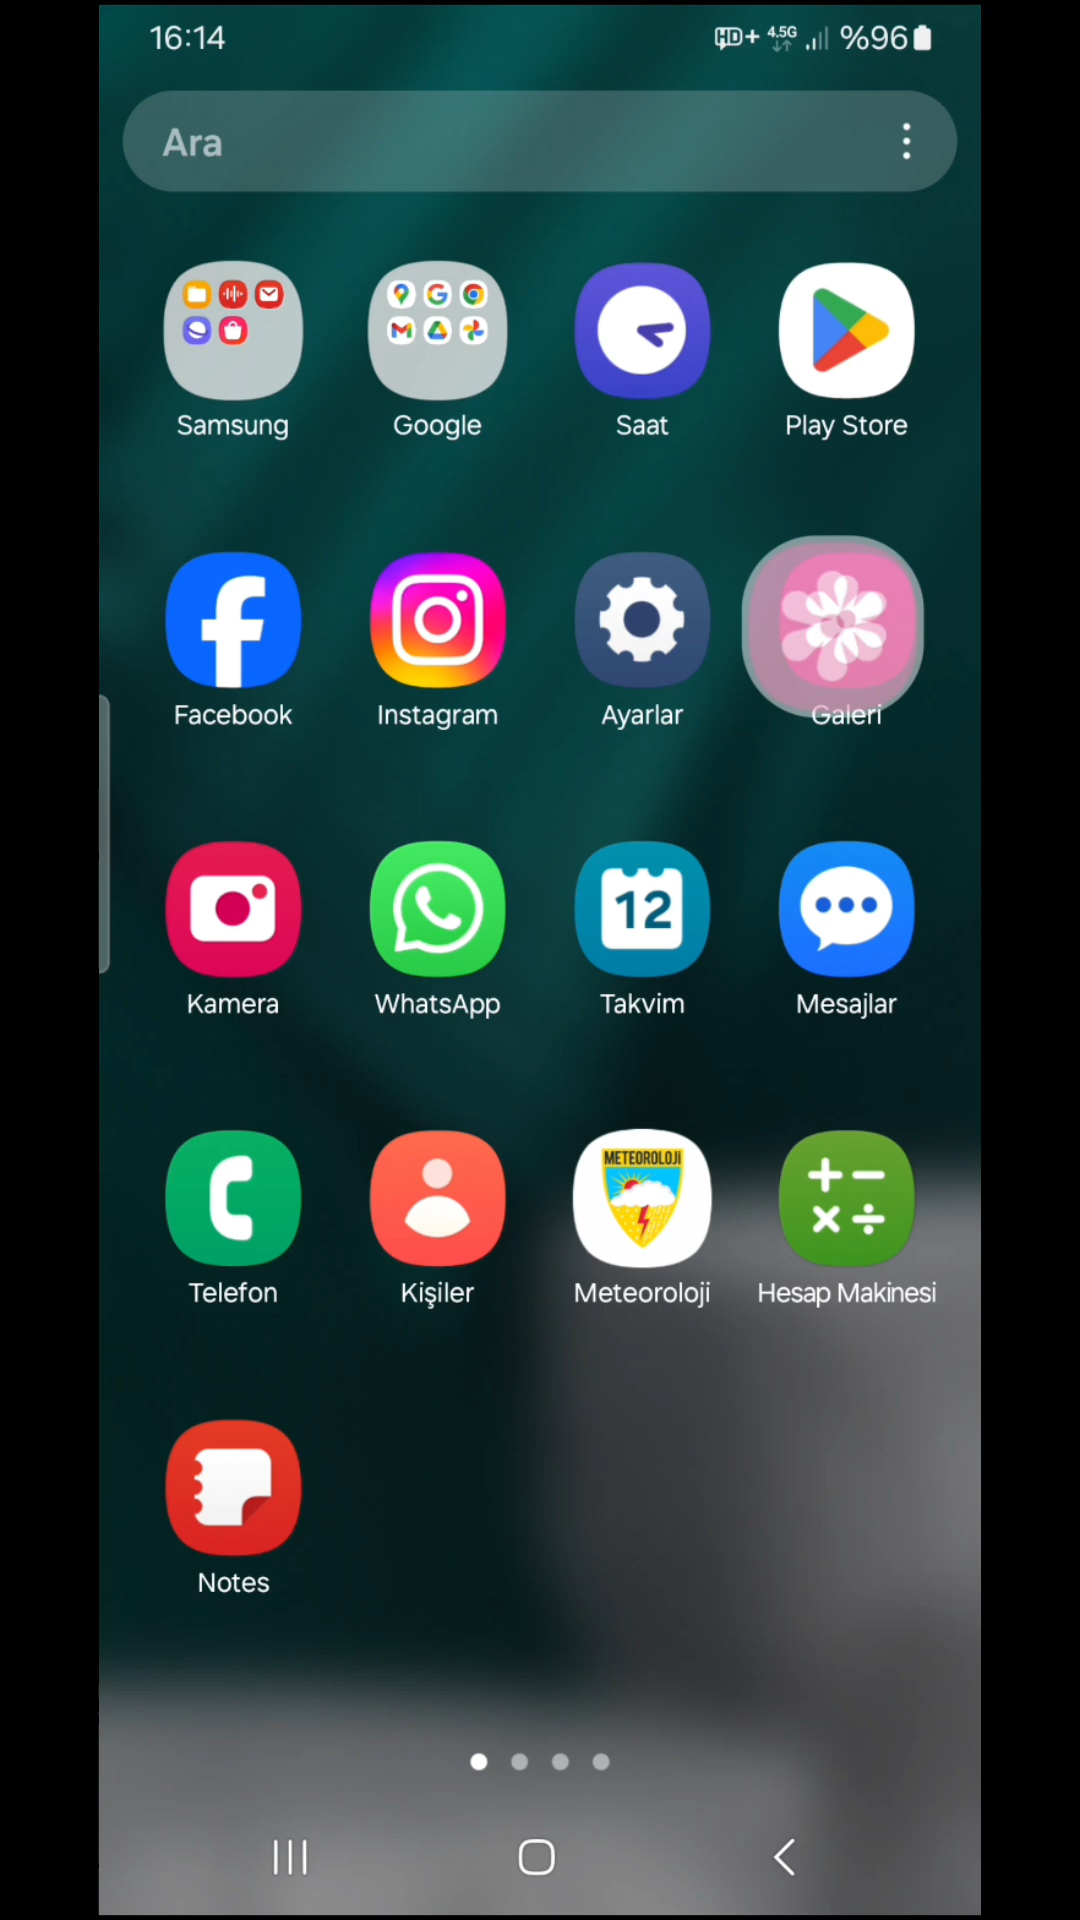 16:14 HD+ 4.5G %96
Ara
Samsung Google Saat Play Store
Facebook Instagram Ayarlar Galeri
12
Kamera WhatsApp Takvim Mesajlar
METEOROLOJİ
Telefon Kişiler Meteoroloji Hesap Makinesi
Notes